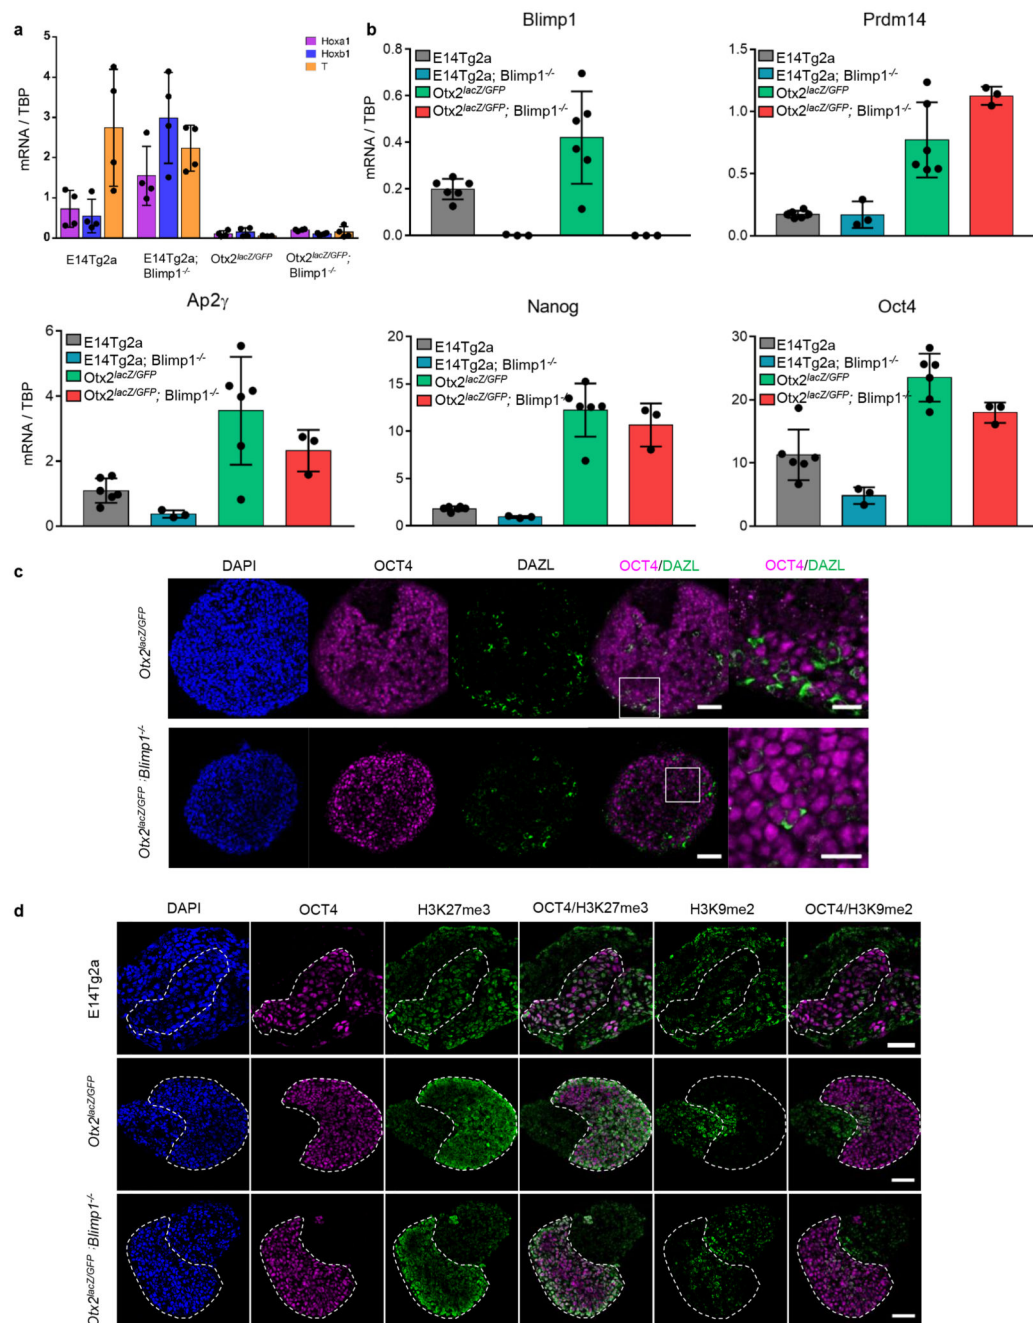 a
Hoxa1
Hoxb1
T
mRNA / TBP
5
4
3
2
1
0
E14Tg2a
E14Tg2a;
Blimp1-/-
Otx2lacZ/GFP
Otx2lacZ/GFP;
Blimp1-/-
b
Blimp1
mRNA / TBP
0.8
0.6
0.4
0.2
0.0
E14Tg2a
E14Tg2a; Blimp1-/-
Otx2lacZ/GFP
Otx2lacZ/GFP; Blimp1-/-
Prdm14
1.5
1.0
0.5
0.0
E14Tg2a
E14Tg2a; Blimp1-/-
Otx2lacZ/GFP
Otx2lacZ/GFP; Blimp1-/-
Ap2γ
mRNA / TBP
6
4
2
0
E14Tg2a
E14Tg2a; Blimp1-/-
Otx2lacZ/GFP
Otx2lacZ/GFP; Blimp1-/-
Nanog
20
15
10
5
0
E14Tg2a
E14Tg2a; Blimp1-/-
Otx2lacZ/GFP
Otx2lacZ/GFP; Blimp1-/-
Oct4
30
20
10
0
E14Tg2a
E14Tg2a; Blimp1-/-
Otx2lacZ/GFP
Otx2lacZ/GFP; Blimp1-/-
c
DAPI OCT4 DAZL OCT4/DAZL OCT4/DAZL
Otx2lacZ/GFP
Otx2lacZ/GFP;Blimp1-/-
d
DAPI OCT4 H3K27me3 OCT4/H3K27me3 H3K9me2 OCT4/H3K9me2
E14Tg2a
Otx2lacZ/GFP
Otx2lacZ/GFP;Blimp1-/-